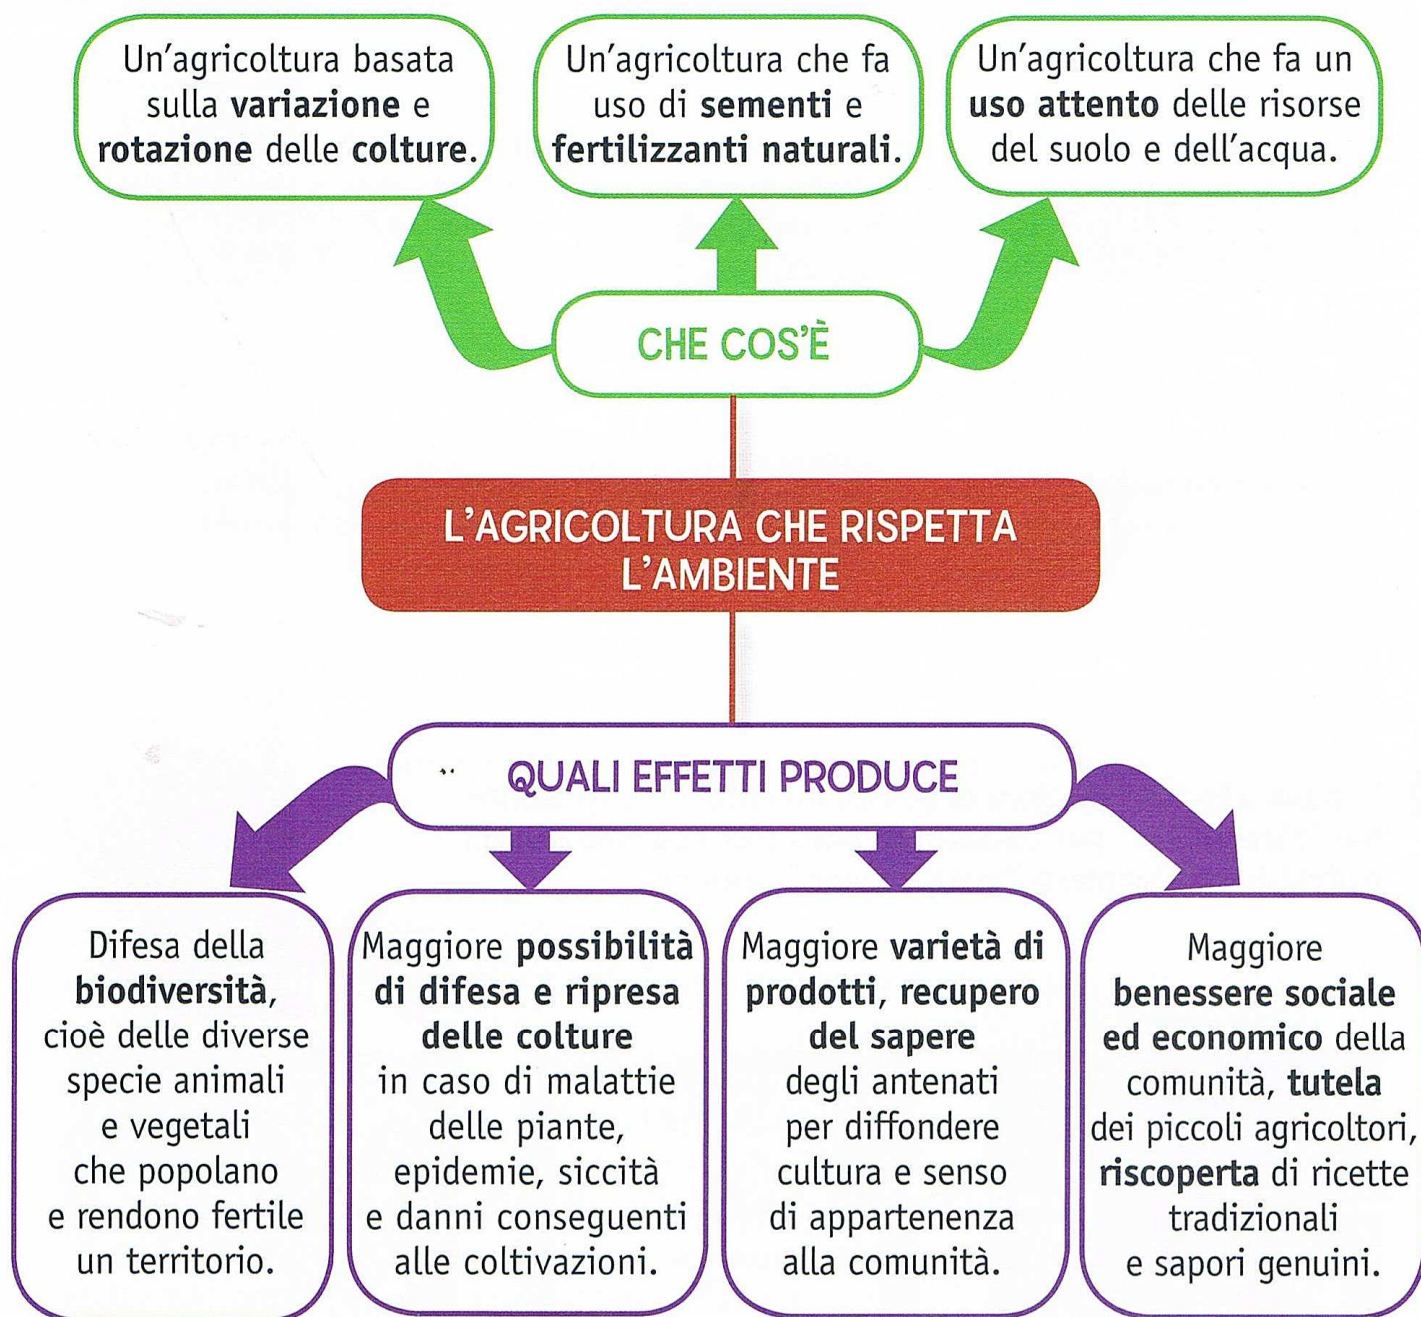 Un'agricoltura basata
sulla variazione e
rotazione delle colture.
Un'agricoltura che fa
uso di sementi e
fertilizzanti naturali.
Un'agricoltura che fa un
uso attento delle risorse
del suolo e dell'acqua.
CHE COS'È
L'AGRICOLTURA CHE RISPETTA
L'AMBIENTE
QUALI EFFETTI PRODUCE
Difesa della
biodiversità,
cioè delle diverse
specie animali
e vegetali
che popolano
e rendono fertile
un territorio.
Maggiore possibilità
di difesa e ripresa
delle colture
in caso di malattie
delle piante,
epidemie, siccità
e danni conseguenti
alle coltivazioni.
Maggiore varietà di
prodotti, recupero
del sapere
degli antenati
per diffondere
cultura e senso
di appartenenza
alla comunità.
Maggiore
benessere sociale
ed economico della
comunità, tutela
dei piccoli agricoltori,
riscoperta di ricette
tradizionali
e sapori genuini.